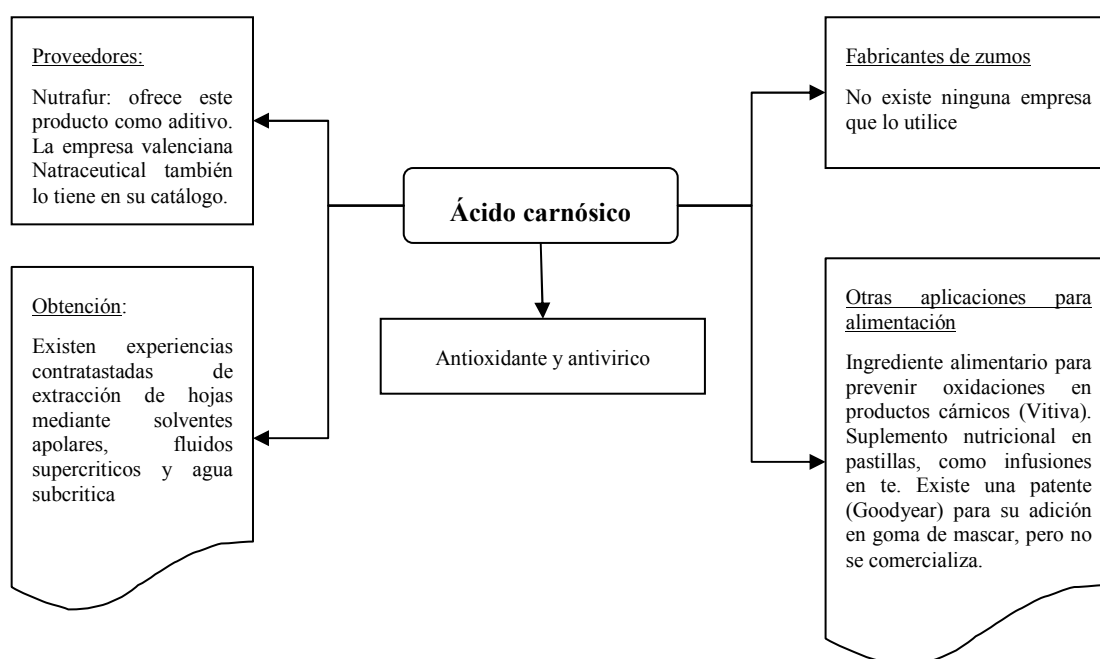 Proveedores:
Nutrafur: ofrece este
producto como aditivo.
La empresa valenciana
Natraceutical también
lo tiene en su catálogo.
Obtención:
Existen experiencias
contratastadas de
extracción de hojas
mediante solventes
apolares, fluidos
supercriticos y agua
subcritica
Ácido carnósico
Antioxidante y antivirico
Fabricantes de zumos
No existe ninguna empresa
que lo utilice
Otras aplicaciones para
alimentación
Ingrediente alimentario para
prevenir oxidaciones en
productos cárnicos (Vitiva).
Suplemento nutricional en
pastillas, como infusiones
en te. Existe una patente
(Goodyear) para su adición
en goma de mascar, pero no
se comercializa.